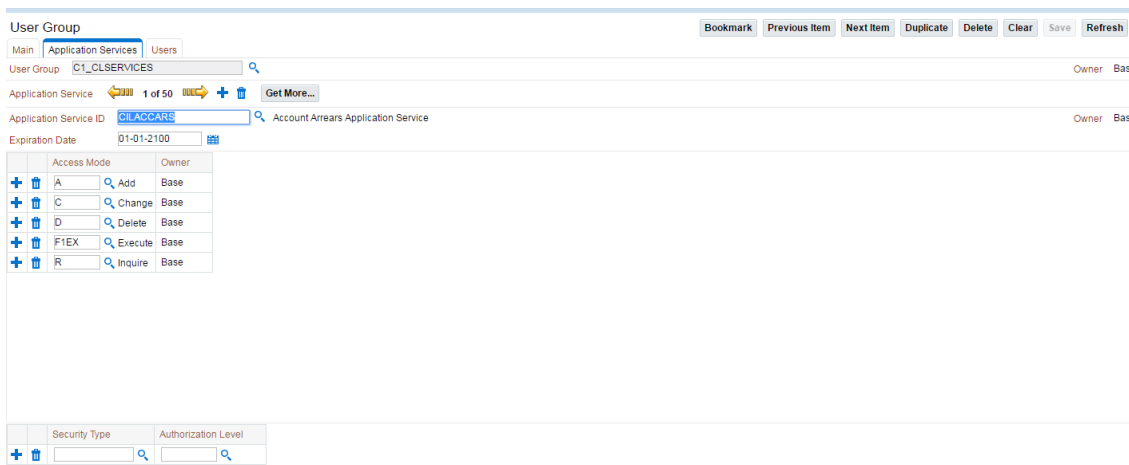 User Group
Bookmark Previous Item Next Item Duplicate Delete Clear Save Refresh
Main Application Services Users
User Group C1_CLSERVICES Owner Bas
Application Service 1 of 50 Get More...
Application Service ID CILACCARS Account Arrears Application Service Owner Bas
Expiration Date 01-01-2100
Access Mode Owner
A Add Base
C Change Base
D Delete Base
F1EX Execute Base
R Inquire Base
Security Type Authorization Level